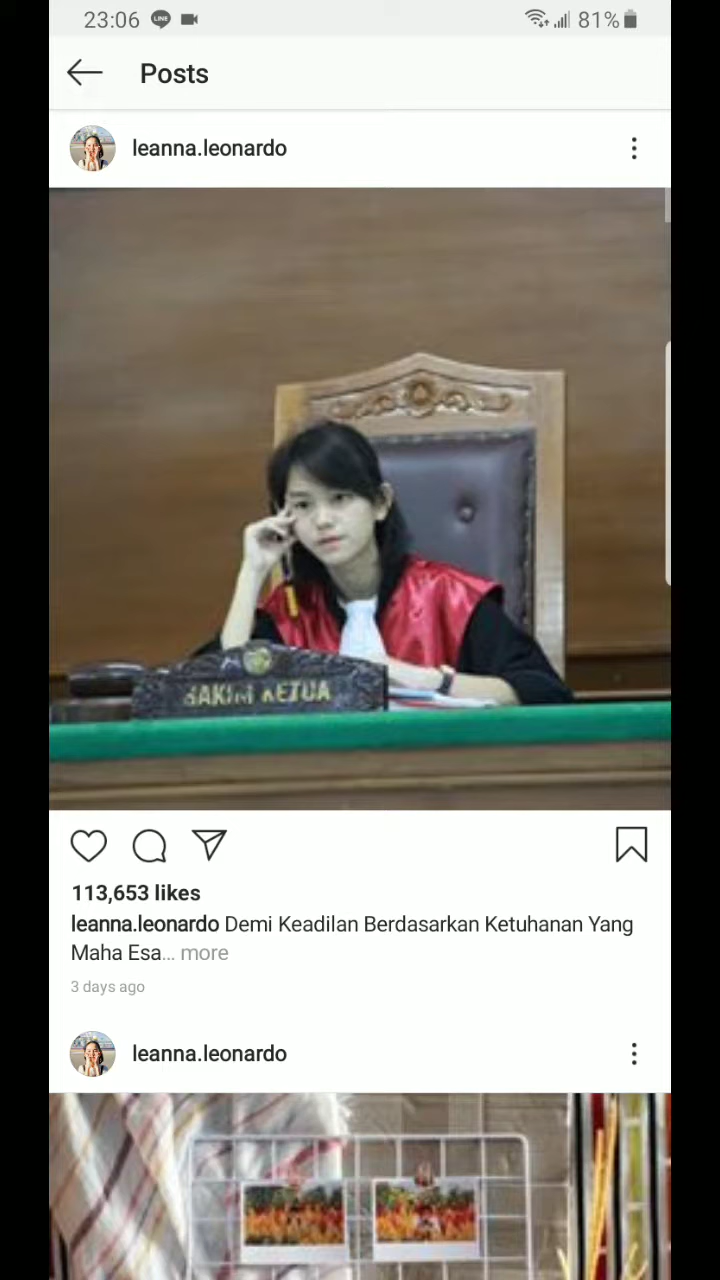 23:06 LINE 81%
Posts
leanna.leonardo
HAKIM KETUA
113,653 likes
leanna.leonardo Demi Keadilan Berdasarkan Ketuhanan Yang
Maha Esa... more
3 days ago
leanna.leonardo